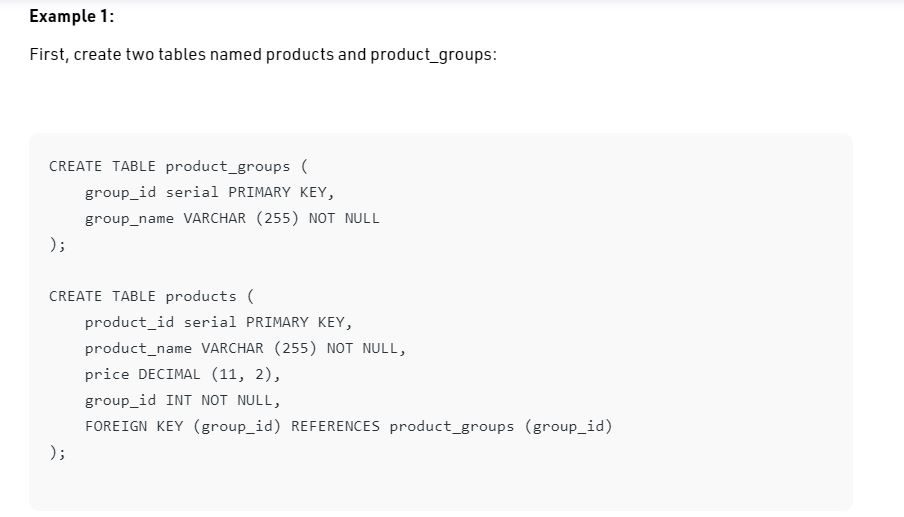 Example 1:
First, create two tables named products and product_groups:
CREATE TABLE product_groups (
    group_id serial PRIMARY KEY,
    group_name VARCHAR (255) NOT NULL
);
CREATE TABLE products (
    product_id serial PRIMARY KEY,
    product_name VARCHAR (255) NOT NULL,
    price DECIMAL (11, 2),
    group_id INT NOT NULL,
    FOREIGN KEY (group_id) REFERENCES product_groups (group_id)
);